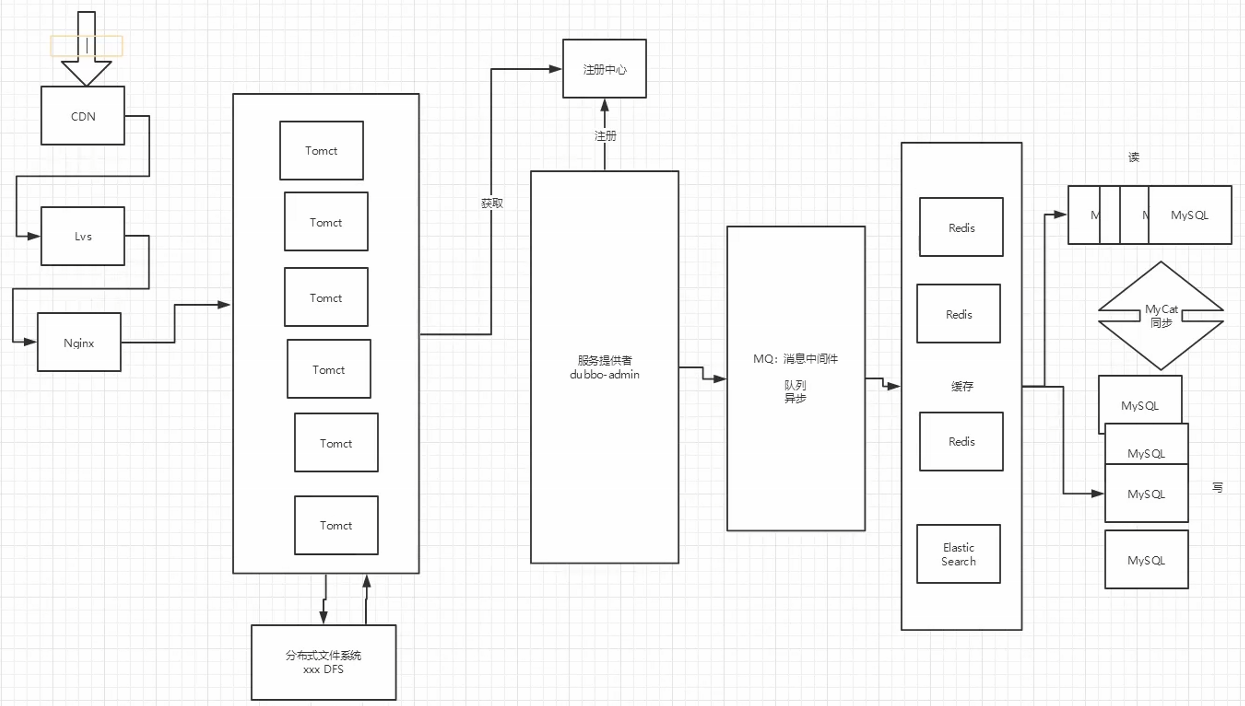 CDN
Lvs
Nginx
Tomct
Tomct
Tomct
Tomct
Tomct
Tomct
分布式文件系统
xxx DFS
获取
注册中心
注册
服务提供者
dubbo-admin
MQ：消息中间件
队列
异步
Redis
Redis
缓存
Redis
Elastic
Search
读
M
M
MySQL
MyCat
同步
MySQL
MySQL
MySQL
写
MySQL